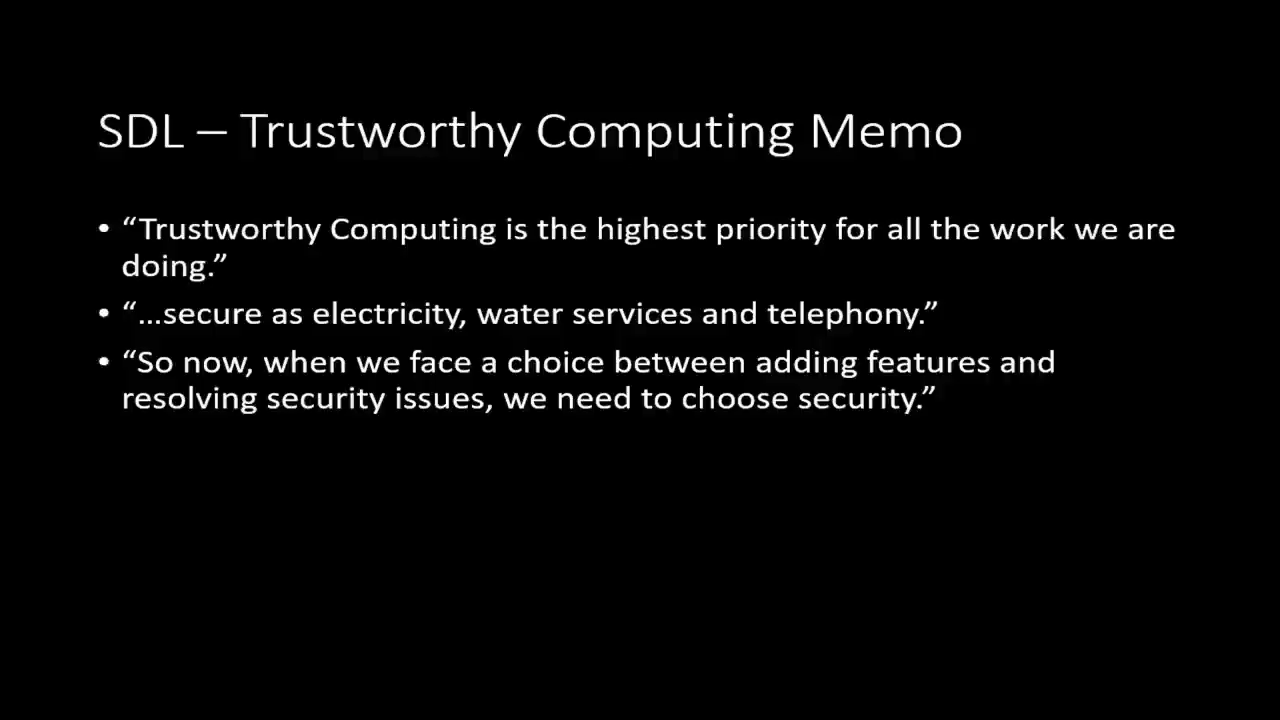 SDL – Trustworthy Computing Memo
• “Trustworthy Computing is the highest priority for all the work we are
doing.”
• “…secure as electricity, water services and telephony.”
• “So now, when we face a choice between adding features and
resolving security issues, we need to choose security.”